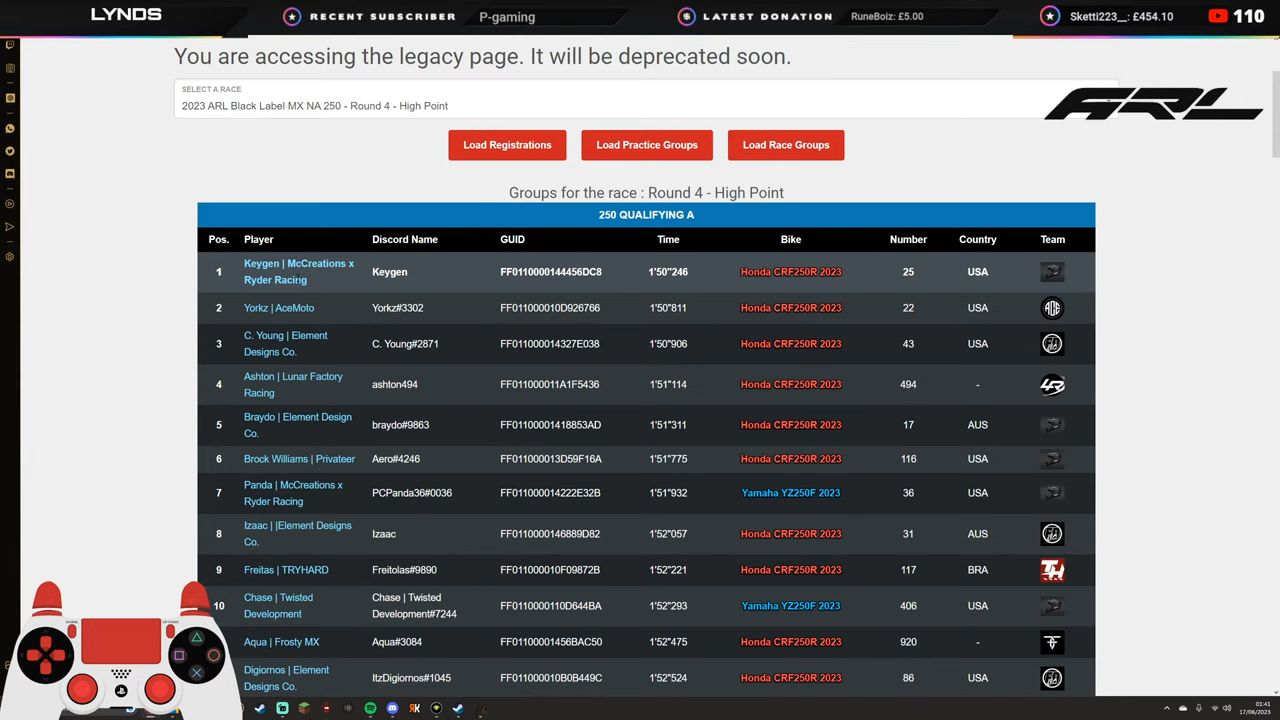 LYNDS
RECENT SUBSCRIBER P-gaming
LATEST DONATION RuneBoiz: £5.00
Sketti223__: £454.10
110
You are accessing the legacy page. It will be deprecated soon.
SELECT A RACE
2023 ARL Black Label MX NA 250 - Round 4 - High Point
ARL
Load Registrations Load Practice Groups Load Race Groups
Groups for the race : Round 4 - High Point
250 QUALIFYING A
Pos. Player Discord Name GUID Time Bike Number Country Team
1 Keygen | McCreations x Ryder Racing Keygen FF0110000144456DC8 1'50"246 Honda CRF250R 2023 25 USA
2 Yorkz | AceMoto Yorkz#3302 FF011000010D926766 1'50"811 Honda CRF250R 2023 22 USA
3 C. Young | Element Designs Co. C. Young#2871 FF011000014327E038 1'50"906 Honda CRF250R 2023 43 USA
4 Ashton | Lunar Factory Racing ashton494 FF011000011A1F5436 1'51"114 Honda CRF250R 2023 494 -
5 Braydo | Element Design Co. braydo#9863 FF01100001418853AD 1'51"311 Honda CRF250R 2023 17 AUS
6 Brock Williams | Privateer Aero#4246 FF011000013D59F16A 1'51"775 Honda CRF250R 2023 116 USA
7 Panda | McCreations x Ryder Racing PCPanda36#0036 FF011000014222E32B 1'51"932 Yamaha YZ250F 2023 36 USA
8 Izaac | |Element Designs Co. Izaac FF0110000146889D82 1'52"057 Honda CRF250R 2023 31 AUS
9 Freitas | TRYHARD Freitolas#9890 FF011000010F09872B 1'52"221 Honda CRF250R 2023 117 BRA
10 Chase | Twisted Development Chase | Twisted Development#7244 FF0110000110D644BA 1'52"293 Yamaha YZ250F 2023 406 USA
Aqua | Frosty MX Aqua#3084 FF01100001456BAC50 1'52"475 Honda CRF250R 2023 920 -
Digiornos | Element Designs Co. ItzDigiornos#1045 FF011000010B0B449C 1'52"524 Honda CRF250R 2023 86 USA
01:41
17/06/2023